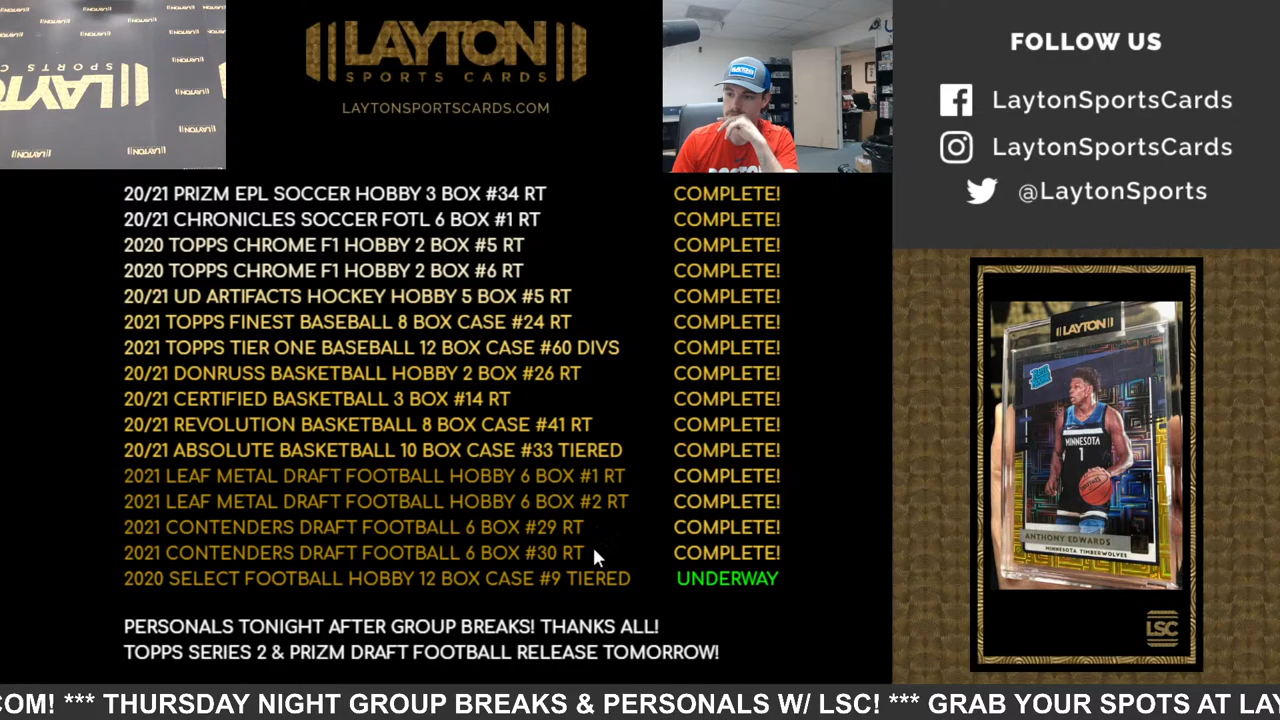 LAYTON
SPORTS CARDS
LAYTONSPORTSCARDS.COM
FOLLOW US
LaytonSportsCards
LaytonSportsCards
@LaytonSports
20/21 PRIZM EPL SOCCER HOBBY 3 BOX #34 RT COMPLETE!
20/21 CHRONICLES SOCCER FOTL 6 BOX #1 RT COMPLETE!
2020 TOPPS CHROME F1 HOBBY 2 BOX #5 RT COMPLETE!
2020 TOPPS CHROME F1 HOBBY 2 BOX #6 RT COMPLETE!
20/21 UD ARTIFACTS HOCKEY HOBBY 5 BOX #5 RT COMPLETE!
2021 TOPPS FINEST BASEBALL 8 BOX CASE #24 RT COMPLETE!
2021 TOPPS TIER ONE BASEBALL 12 BOX CASE #60 DIVS COMPLETE!
20/21 DONRUSS BASKETBALL HOBBY 2 BOX #26 RT COMPLETE!
20/21 CERTIFIED BASKETBALL 3 BOX #14 RT COMPLETE!
20/21 REVOLUTION BASKETBALL 8 BOX CASE #41 RT COMPLETE!
20/21 ABSOLUTE BASKETBALL 10 BOX CASE #33 TIERED COMPLETE!
2021 LEAF METAL DRAFT FOOTBALL HOBBY 6 BOX #1 RT COMPLETE!
2021 LEAF METAL DRAFT FOOTBALL HOBBY 6 BOX #2 RT COMPLETE!
2021 CONTENDERS DRAFT FOOTBALL 6 BOX #29 RT COMPLETE!
2021 CONTENDERS DRAFT FOOTBALL 6 BOX #30 RT COMPLETE!
2020 SELECT FOOTBALL HOBBY 12 BOX CASE #9 TIERED UNDERWAY
PERSONALS TONIGHT AFTER GROUP BREAKS! THANKS ALL!
TOPPS SERIES 2 & PRIZM DRAFT FOOTBALL RELEASE TOMORROW!
LAYTON
MINNESOTA
1
ANTHONY EDWARDS
MINNESOTA TIMBERWOLVES
LSC
COM! *** THURSDAY NIGHT GROUP BREAKS & PERSONALS W/ LSC! *** GRAB YOUR SPOTS AT LAY